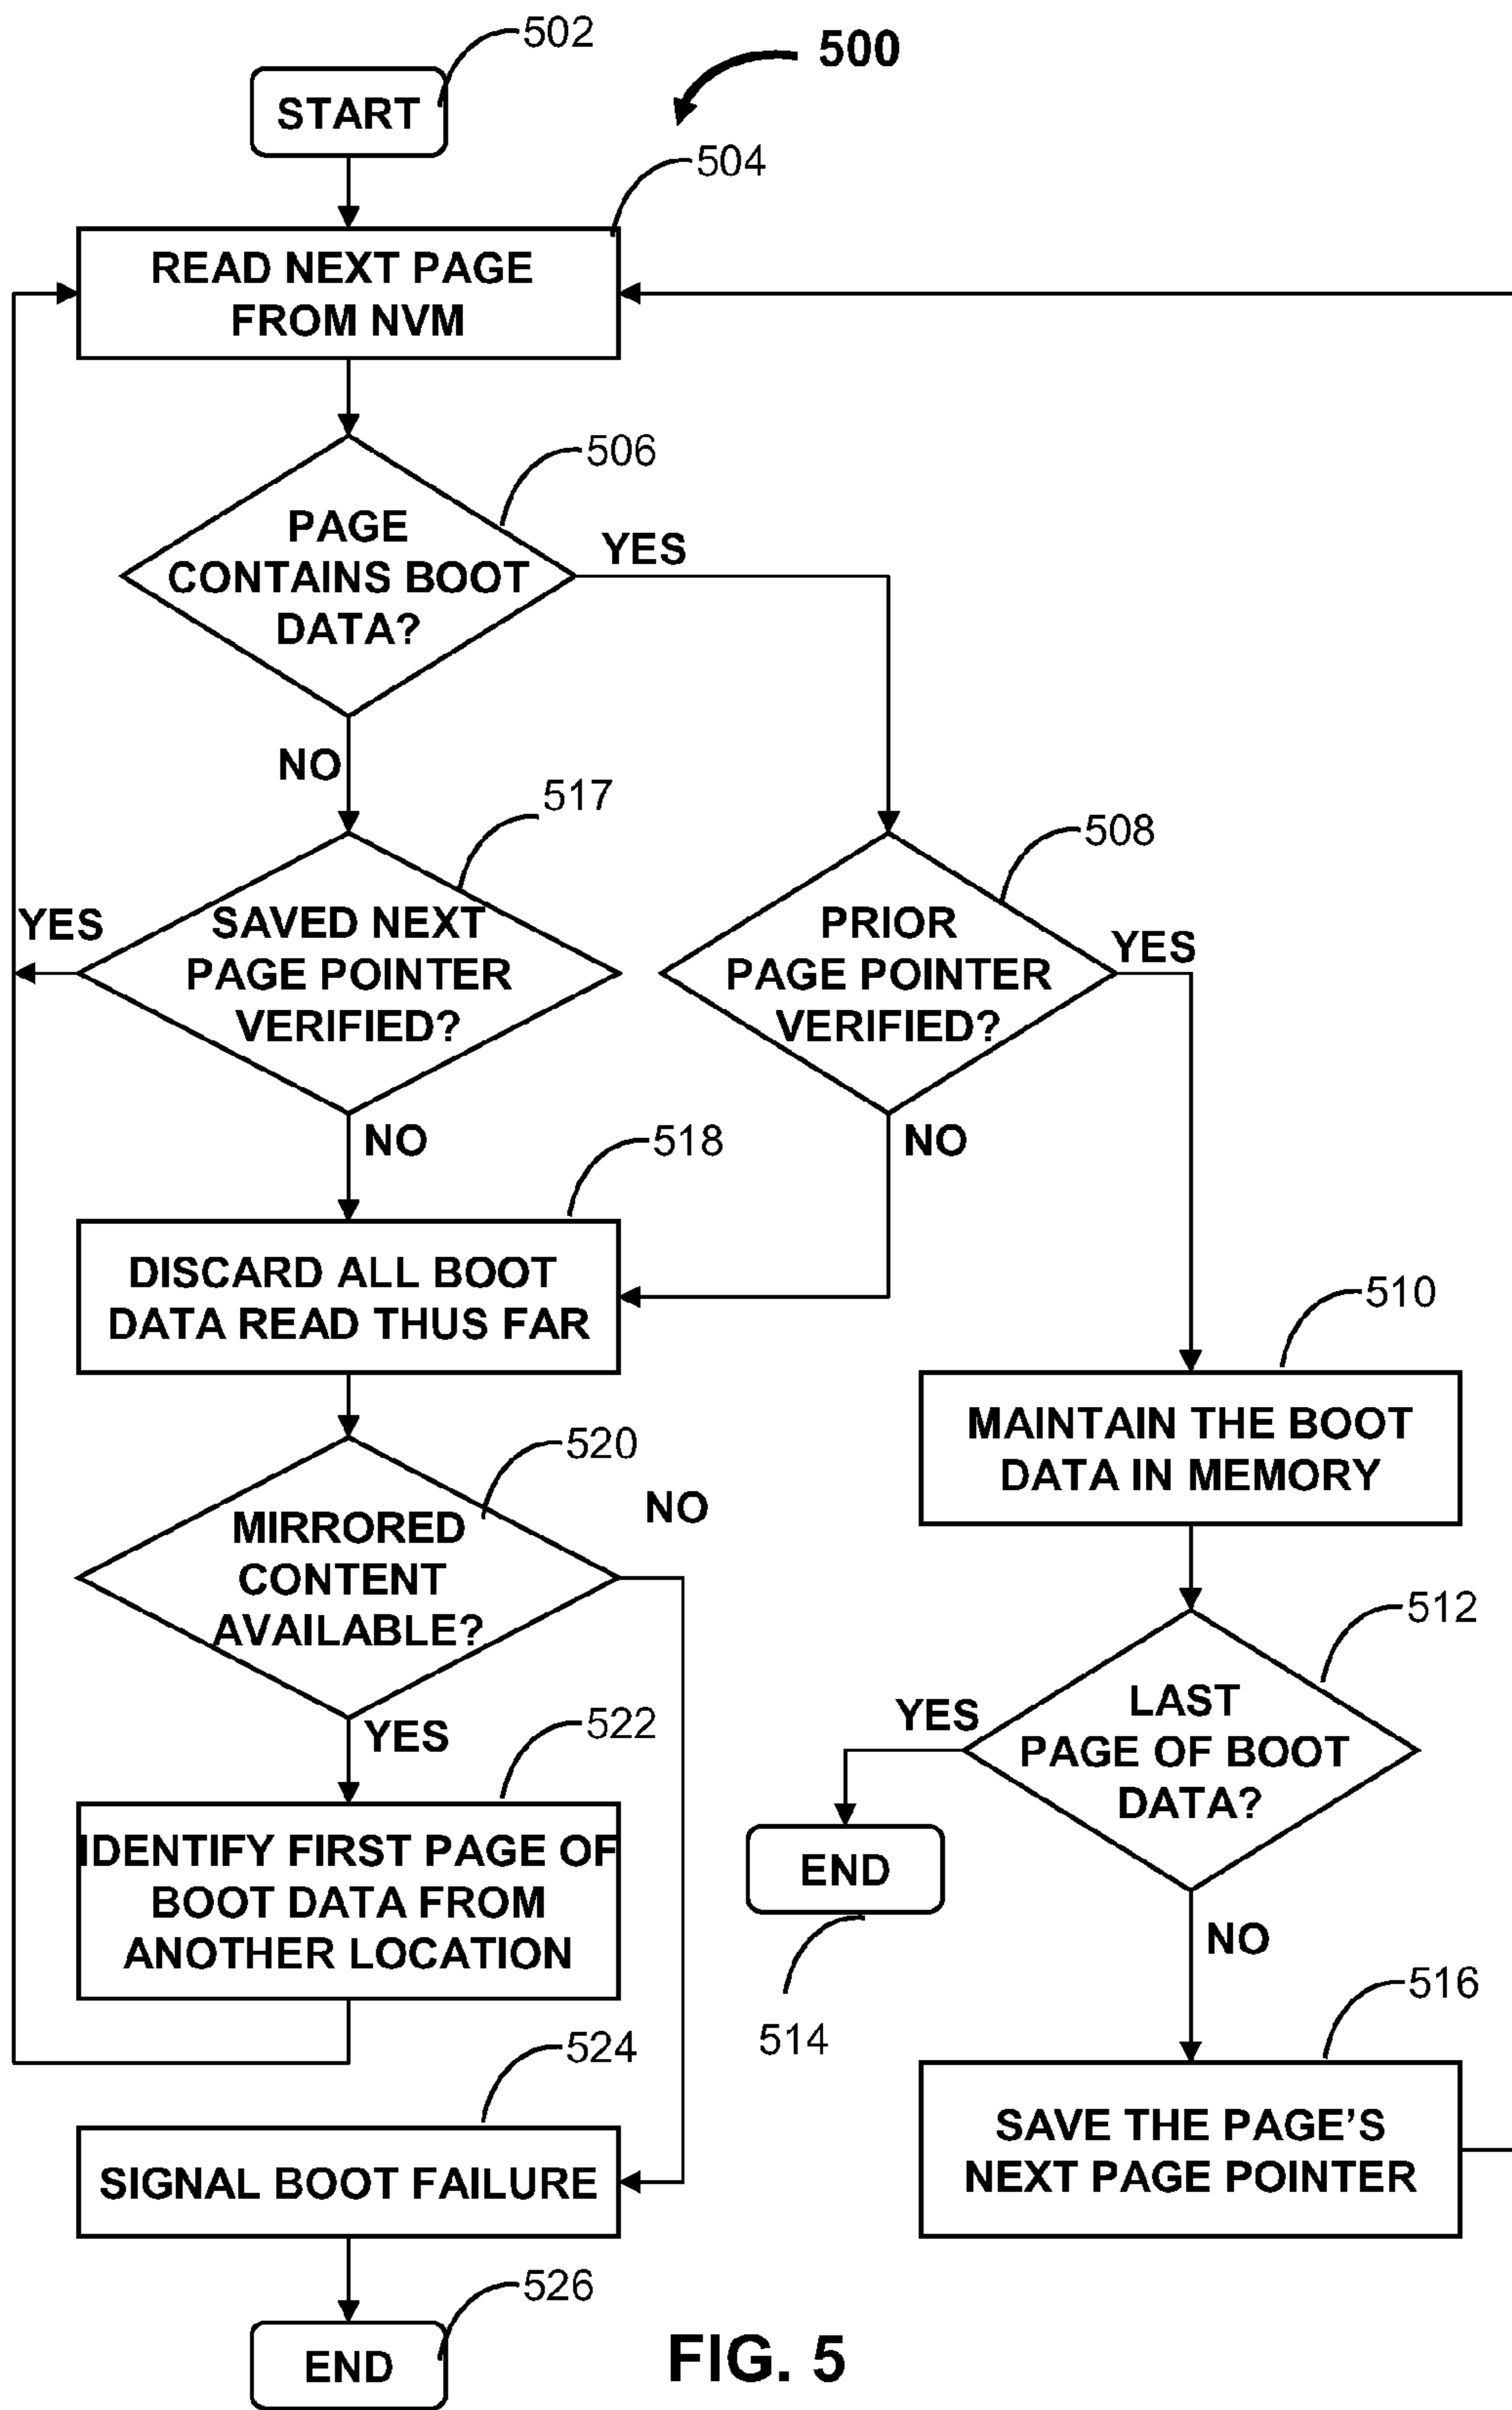 502
500
START
504
READ NEXT PAGE
FROM NVM
506
PAGE
CONTAINS BOOT
DATA?
YES
NO
517
508
YES
SAVED NEXT
PAGE POINTER
VERIFIED?
PRIOR
PAGE POINTER
VERIFIED?
YES
NO
518
NO
DISCARD ALL BOOT
DATA READ THUS FAR
510
MAINTAIN THE BOOT
DATA IN MEMORY
520
NO
MIRRORED
CONTENT
AVAILABLE?
512
YES
522
YES
LAST
PAGE OF BOOT
DATA?
IDENTIFY FIRST PAGE OF
BOOT DATA FROM
ANOTHER LOCATION
END
514
NO
516
524
SAVE THE PAGE'S
NEXT PAGE POINTER
SIGNAL BOOT FAILURE
526
END
FIG. 5